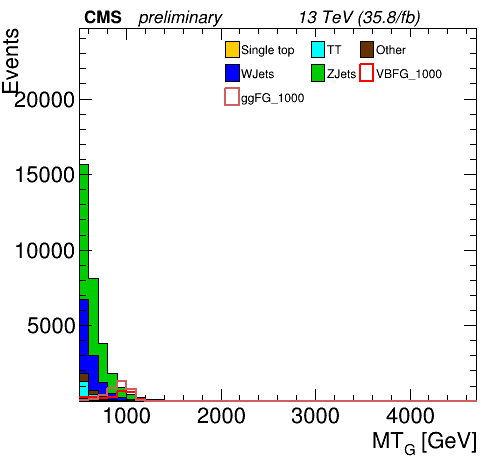 CMS preliminary 13 TeV (35.8/fb)
Events
Single top TT Other
WJets ZJets VBFG_1000
ggFG_1000
20000
15000
10000
5000
1000 2000 3000 4000
MT_G [GeV]